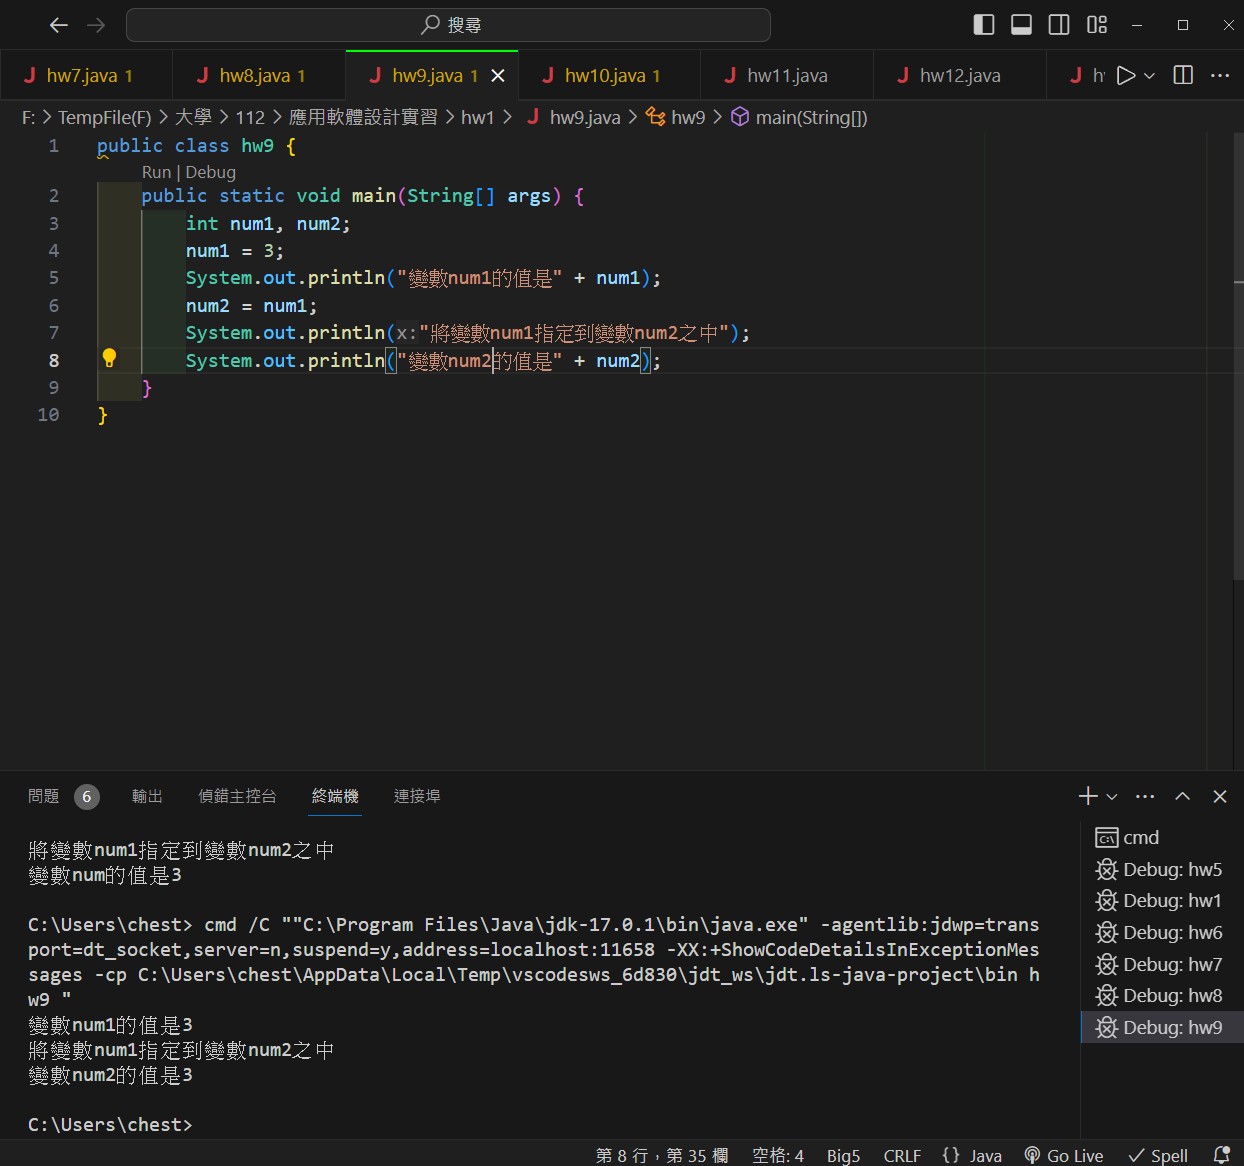 搜尋
hw7.java 1
hw8.java 1
hw9.java 1
hw10.java 1
hw11.java
hw12.java
F: > TempFile(F) > 大學 > 112 > 應用軟體設計實習 > hw1 > hw9.java > hw9 > main(String[])
1 public class hw9 {
Run | Debug
2 public static void main(String[] args) {
3 int num1, num2;
4 num1 = 3;
5 System.out.println("變數num1的值是" + num1);
6 num2 = num1;
7 System.out.println(x:"將變數num1指定到變數num2之中");
8 System.out.println("變數num2的值是" + num2);
9 }
10 }
問題 6 輸出 偵錯主控台 終端機 連接埠
將變數num1指定到變數num2之中
變數num的值是3
C:\Users\chest> cmd /C ""C:\Program Files\Java\jdk-17.0.1\bin\java.exe" -agentlib:jdwp=trans
port=dt_socket,server=n,suspend=y,address=localhost:11658 -XX:+ShowCodeDetailsInExceptionMes
sages -cp C:\Users\chest\AppData\Local\Temp\vscodesws_6d830\jdt_ws\jdt.ls-java-project\bin h
w9 "
變數num1的值是3
將變數num1指定到變數num2之中
變數num2的值是3
C:\Users\chest>
cmd
Debug: hw5
Debug: hw1
Debug: hw6
Debug: hw7
Debug: hw8
Debug: hw9
第 8 行，第 35 欄 空格: 4 Big5 CRLF {} Java Go Live Spell